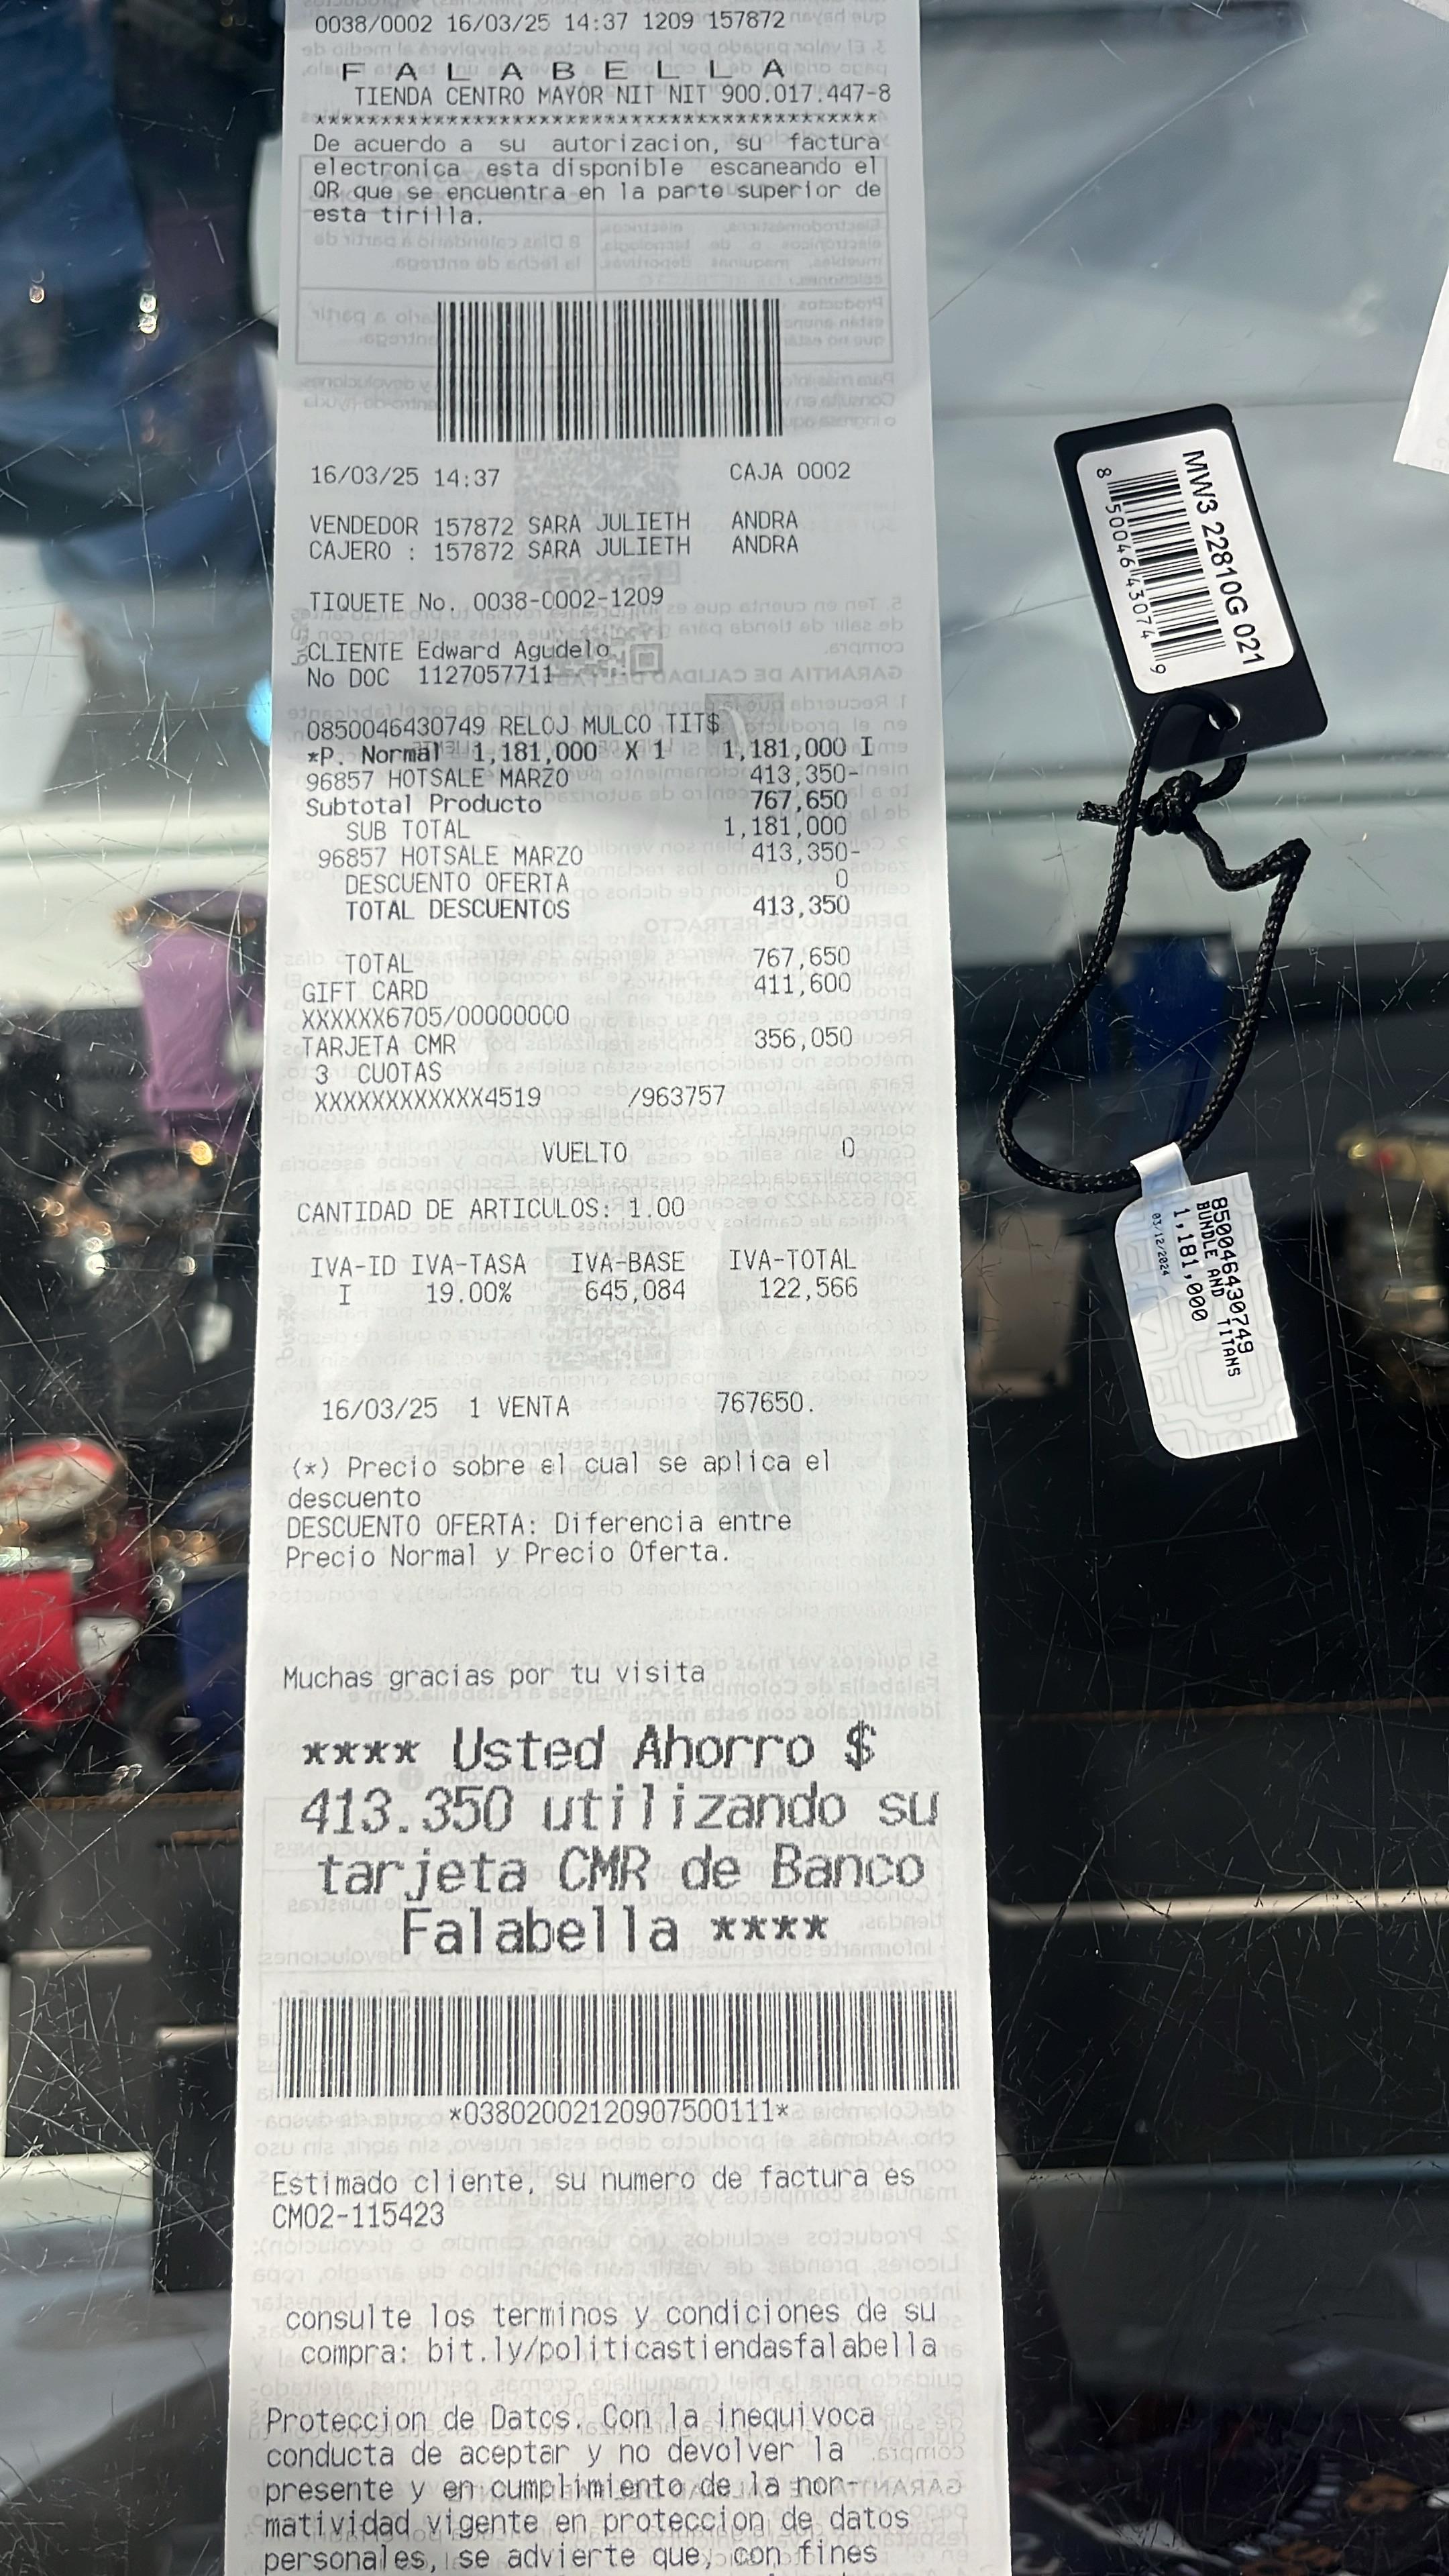 0038/0002 16/03/25 14:37 1209 157872
F A L A B E L L A
TIENDA CENTRO MAYOR NIT NIT 900.017.447-8
******************************************
De acuerdo a su autorizacion, su factura
electronica esta disponible escaneando el
QR que se encuentra en la parte superior de
esta tirilla.
16/03/25 14:37 CAJA 0002
VENDEDOR 157872 SARA JULIETH ANDRA
CAJERO : 157872 SARA JULIETH ANDRA
TIQUETE No. 0038-0002-1209
CLIENTE Edward Agudelo
No DOC 1127057711
0850046430749 RELOJ MULCO TIT$
*P. Normal 1,181,000 X 1 1,181,000 I
96857 HOTSALE MARZO 413,350-
Subtotal Producto 767,650
SUB TOTAL 1,181,000
96857 HOTSALE MARZO 413,350-
DESCUENTO OFERTA 0
TOTAL DESCUENTOS 413,350
TOTAL 767,650
GIFT CARD 411,600
XXXXXX6705/00000000
TARJETA CMR 356,050
3 CUOTAS
XXXXXXXXXXXX4519 /963757
VUELTO 0
CANTIDAD DE ARTICULOS: 1.00
IVA-ID IVA-TASA IVA-BASE IVA-TOTAL
I 19.00% 645,084 122,566
16/03/25 1 VENTA 767650.
(*) Precio sobre el cual se aplica el
descuento
DESCUENTO OFERTA: Diferencia entre
Precio Normal y Precio Oferta.
Muchas gracias por tu visita
**** Usted Ahorro $
413.350 utilizando su
tarjeta CMR de Banco
Falabella ****
*03802002120907500111*
Estimado cliente, su numero de factura es
CM02-115423
consulte los terminos y condiciones de su
compra: bit.ly/politicastiendasfalabella
Proteccion de Datos. Con la inequivoca
conducta de aceptar y no devolver la
presente y en cumplimiento de la nor-
matividad vigente en proteccion de datos
personales, se advierte que, con fines
MW3 22810G 021
8 50046 43074 9
850046430749
BUNDLE AND TITANS
1,181,000
03/12/2024